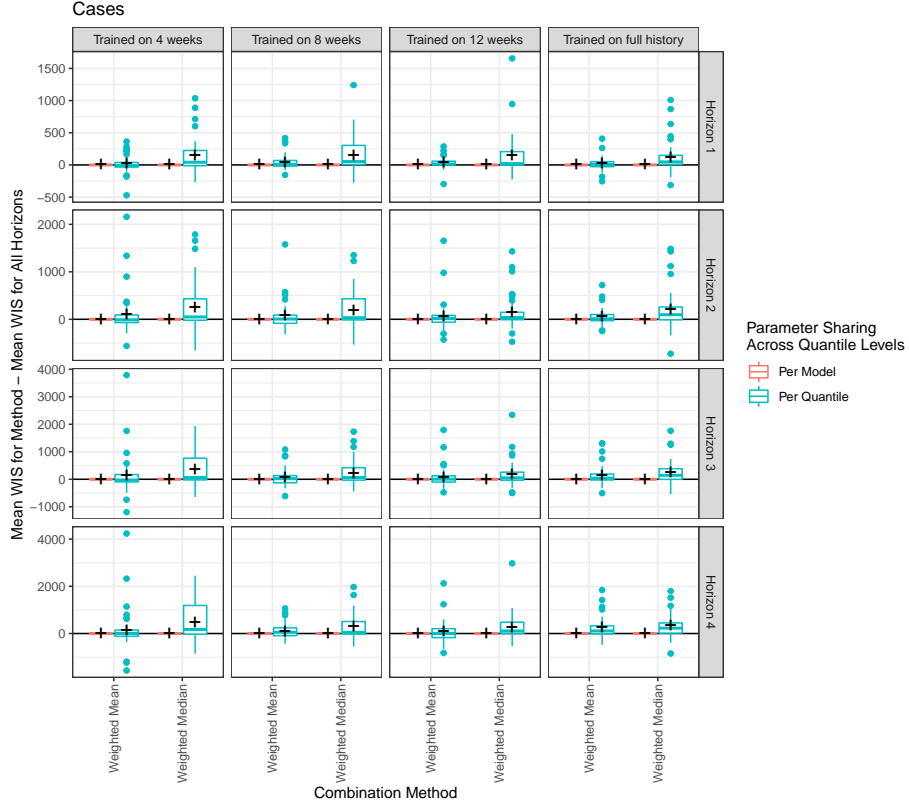 Cases
Trained on 4 weeks
Trained on 8 weeks
Trained on 12 weeks
Trained on full history
Mean WIS for Method − Mean WIS for All Horizons
1500
1000
500
0
−500
Horizon 1
2000
1000
0
Horizon 2
4000
3000
2000
1000
0
−1000
Horizon 3
4000
2000
0
Horizon 4
Weighted Mean
Weighted Median
Weighted Mean
Weighted Median
Weighted Mean
Weighted Median
Weighted Mean
Weighted Median
Combination Method
Parameter Sharing
Across Quantile Levels
Per Model
Per Quantile